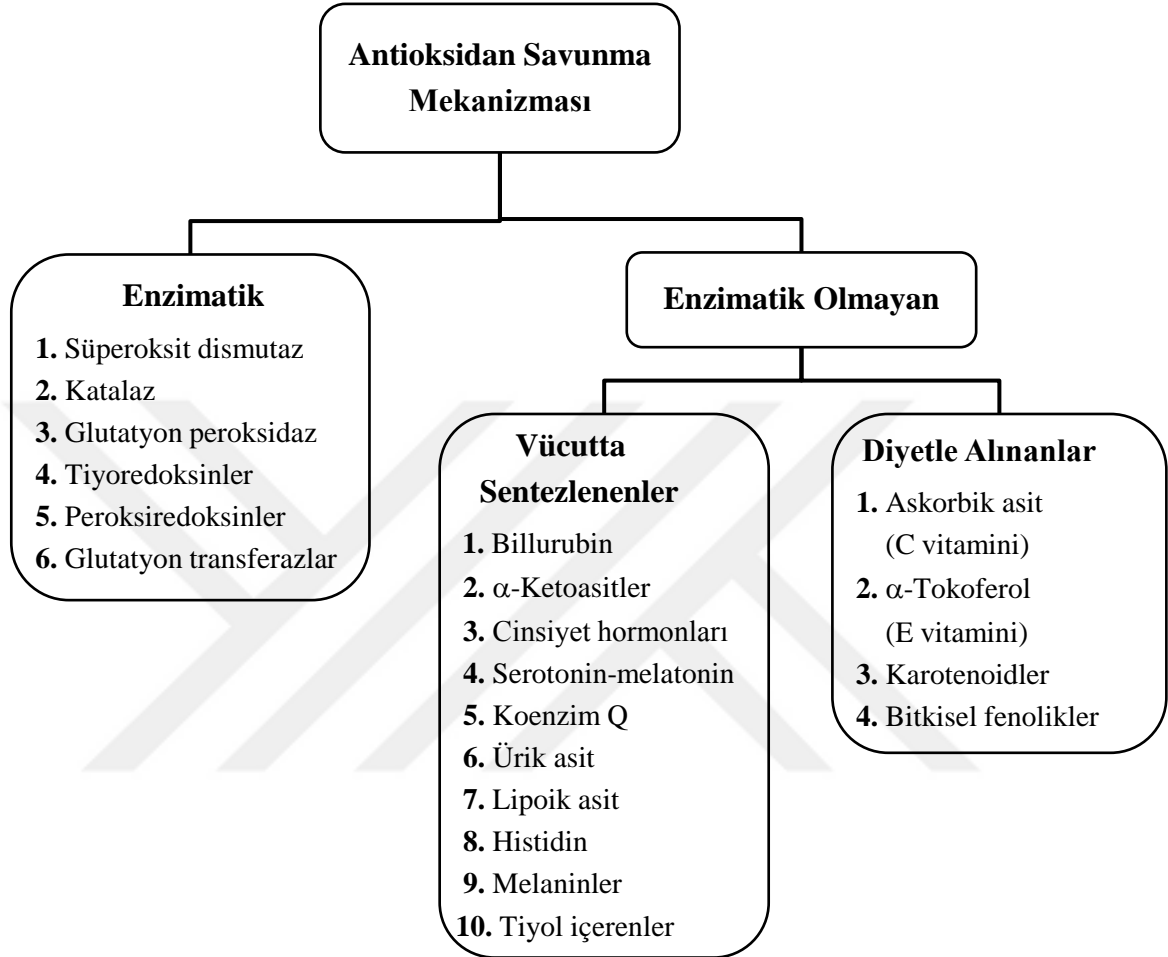 Antioksidan Savunma
Mekanizması
Enzimatik
1. Süperoksit dismutaz
2. Katalaz
3. Glutatyon peroksidaz
4. Tiyoredoksinler
5. Peroksiredoksinler
6. Glutatyon transferazlar
Enzimatik Olmayan
Vücutta
Sentezlenenler
1. Billurubin
2. α-Ketoasitler
3. Cinsiyet hormonları
4. Serotonin-melatonin
5. Koenzim Q
6. Ürik asit
7. Lipoik asit
8. Histidin
9. Melaninler
10. Tiyol içerenler
Diyetle Alınanlar
1. Askorbik asit
(C vitamini)
2. α-Tokoferol
(E vitamini)
3. Karotenoidler
4. Bitkisel fenolikler